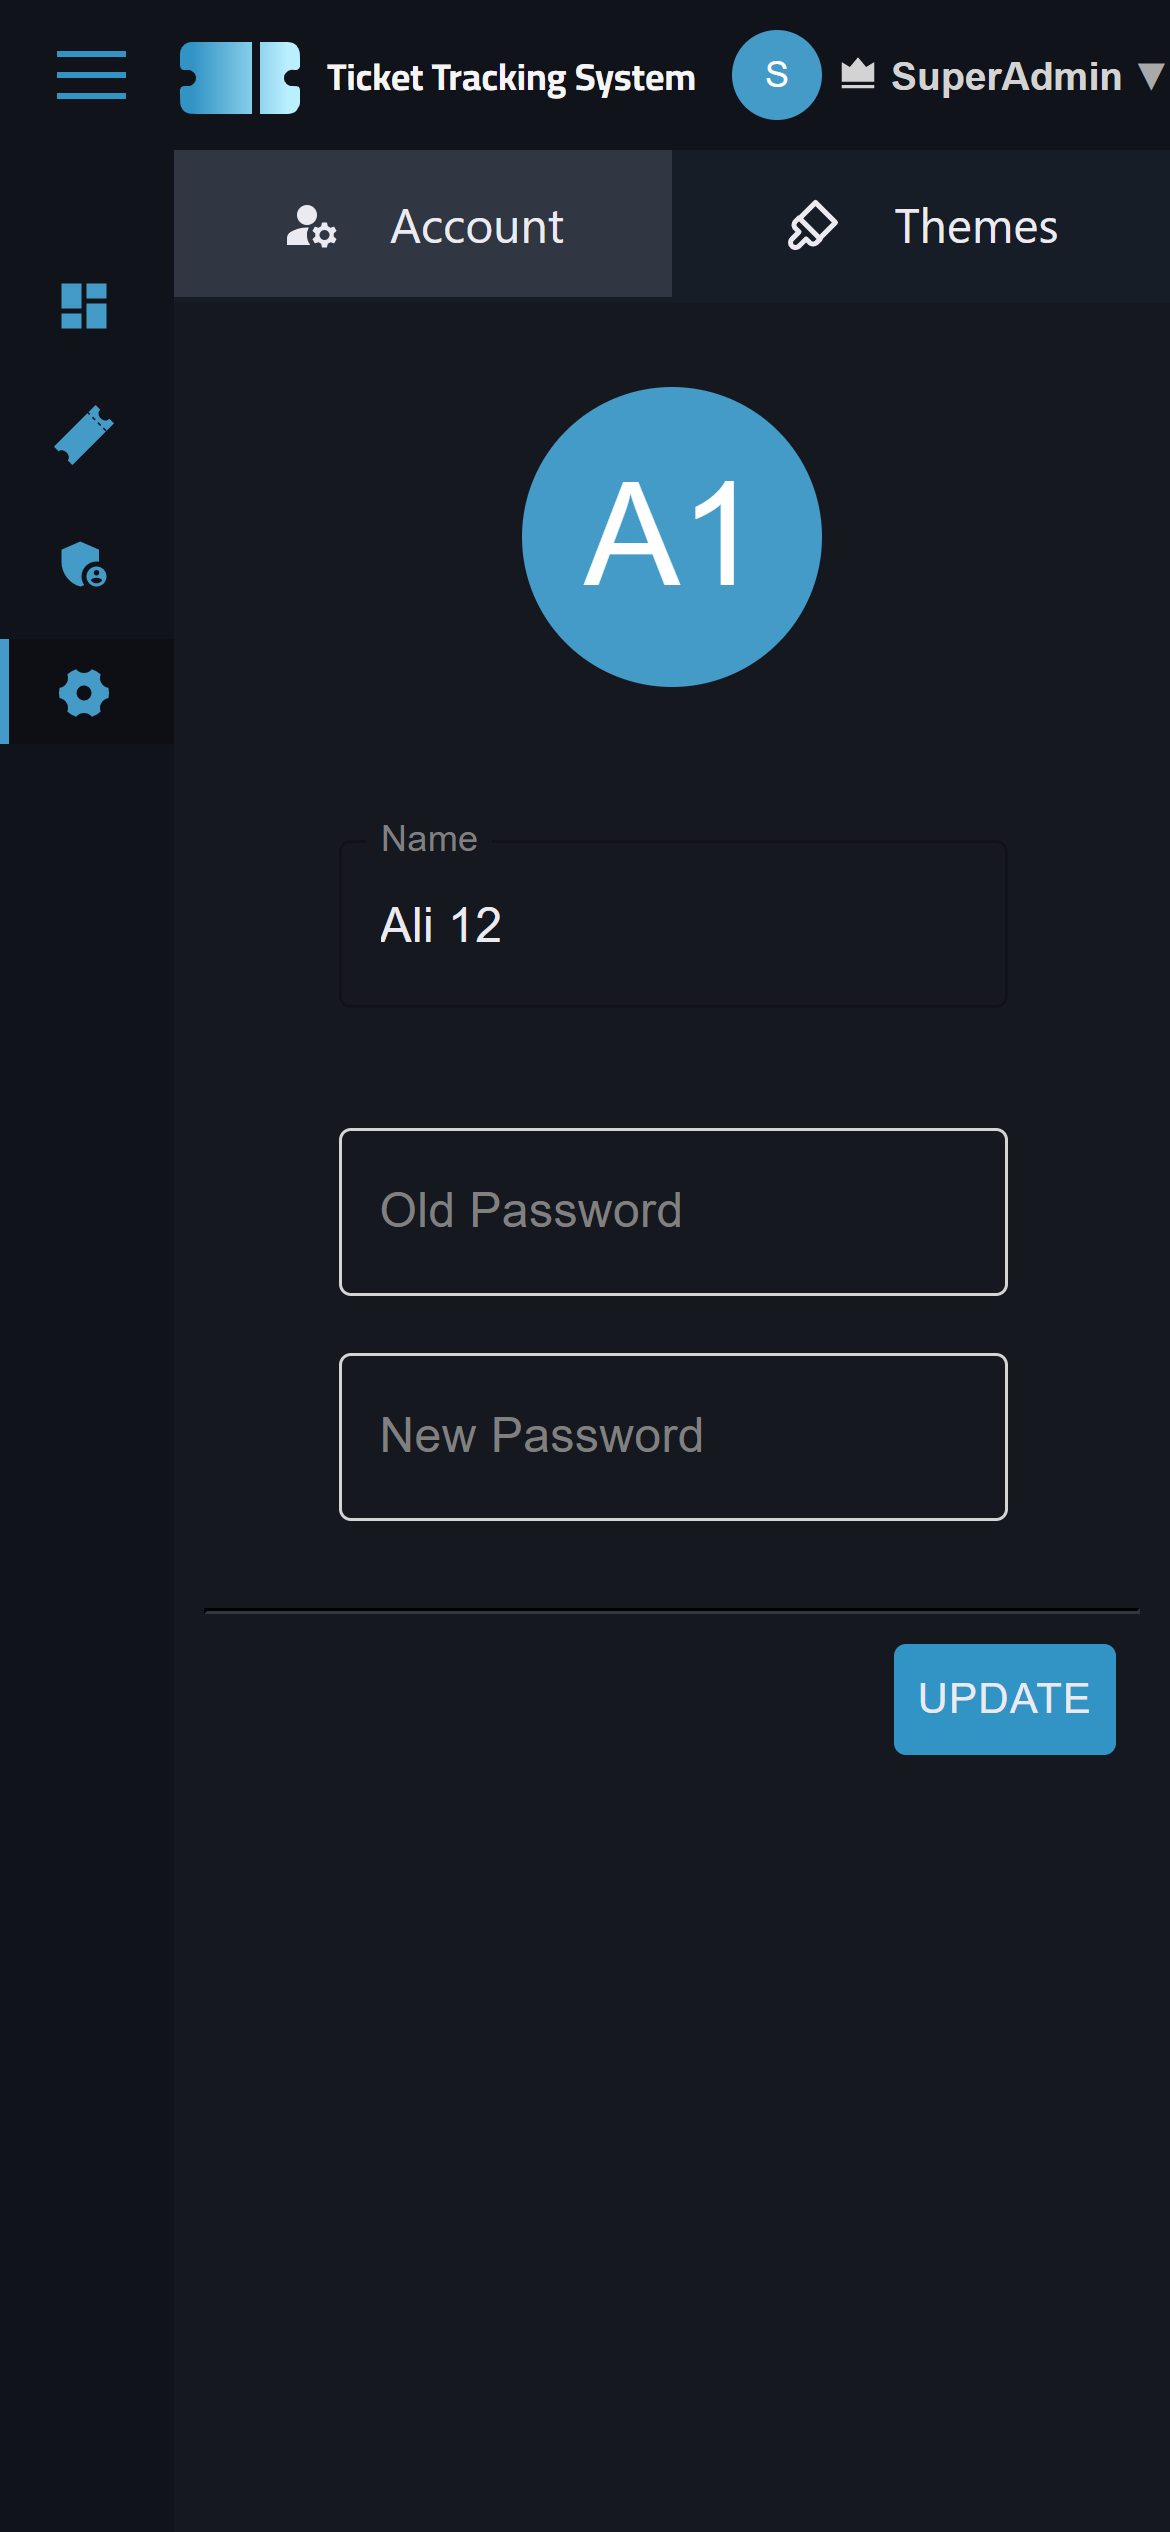 Ticket Tracking System
S
SuperAdmin ▼
Account
Themes
A1
Name
Ali 12
Old Password
New Password
UPDATE